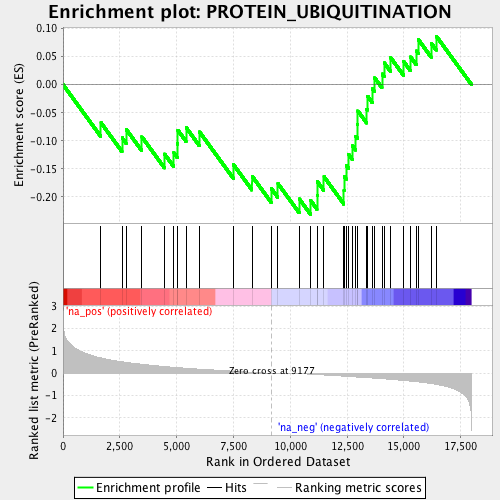 Enrichment plot: PROTEIN_UBIQUITINATION
Enrichment score (ES)
0.10
0.05
0.00
-0.05
-0.10
-0.15
-0.20
'na_pos' (positively correlated)
Ranked list metric (PreRanked)
3
2
1
0
-1
-2
Zero cross at 9177
'na_neg' (negatively correlated)
0
2,500
5,000
7,500
10,000
12,500
15,000
17,500
Rank in Ordered Dataset
Enrichment profile
Hits
Ranking metric scores